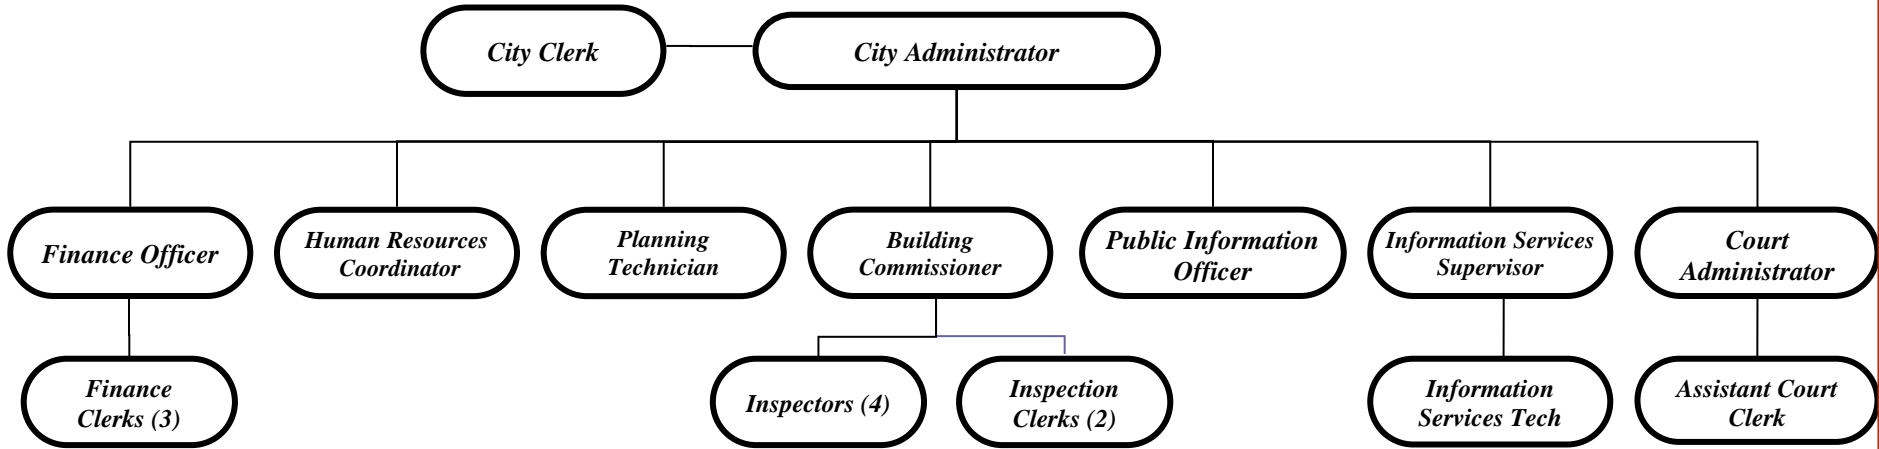 City Clerk
City Administrator
Finance Officer
Human Resources
Coordinator
Planning
Technician
Building
Commissioner
Public Information
Officer
Information Services
Supervisor
Court
Administrator
Finance
Clerks (3)
Inspectors (4)
Inspection
Clerks (2)
Information
Services Tech
Assistant Court
Clerk